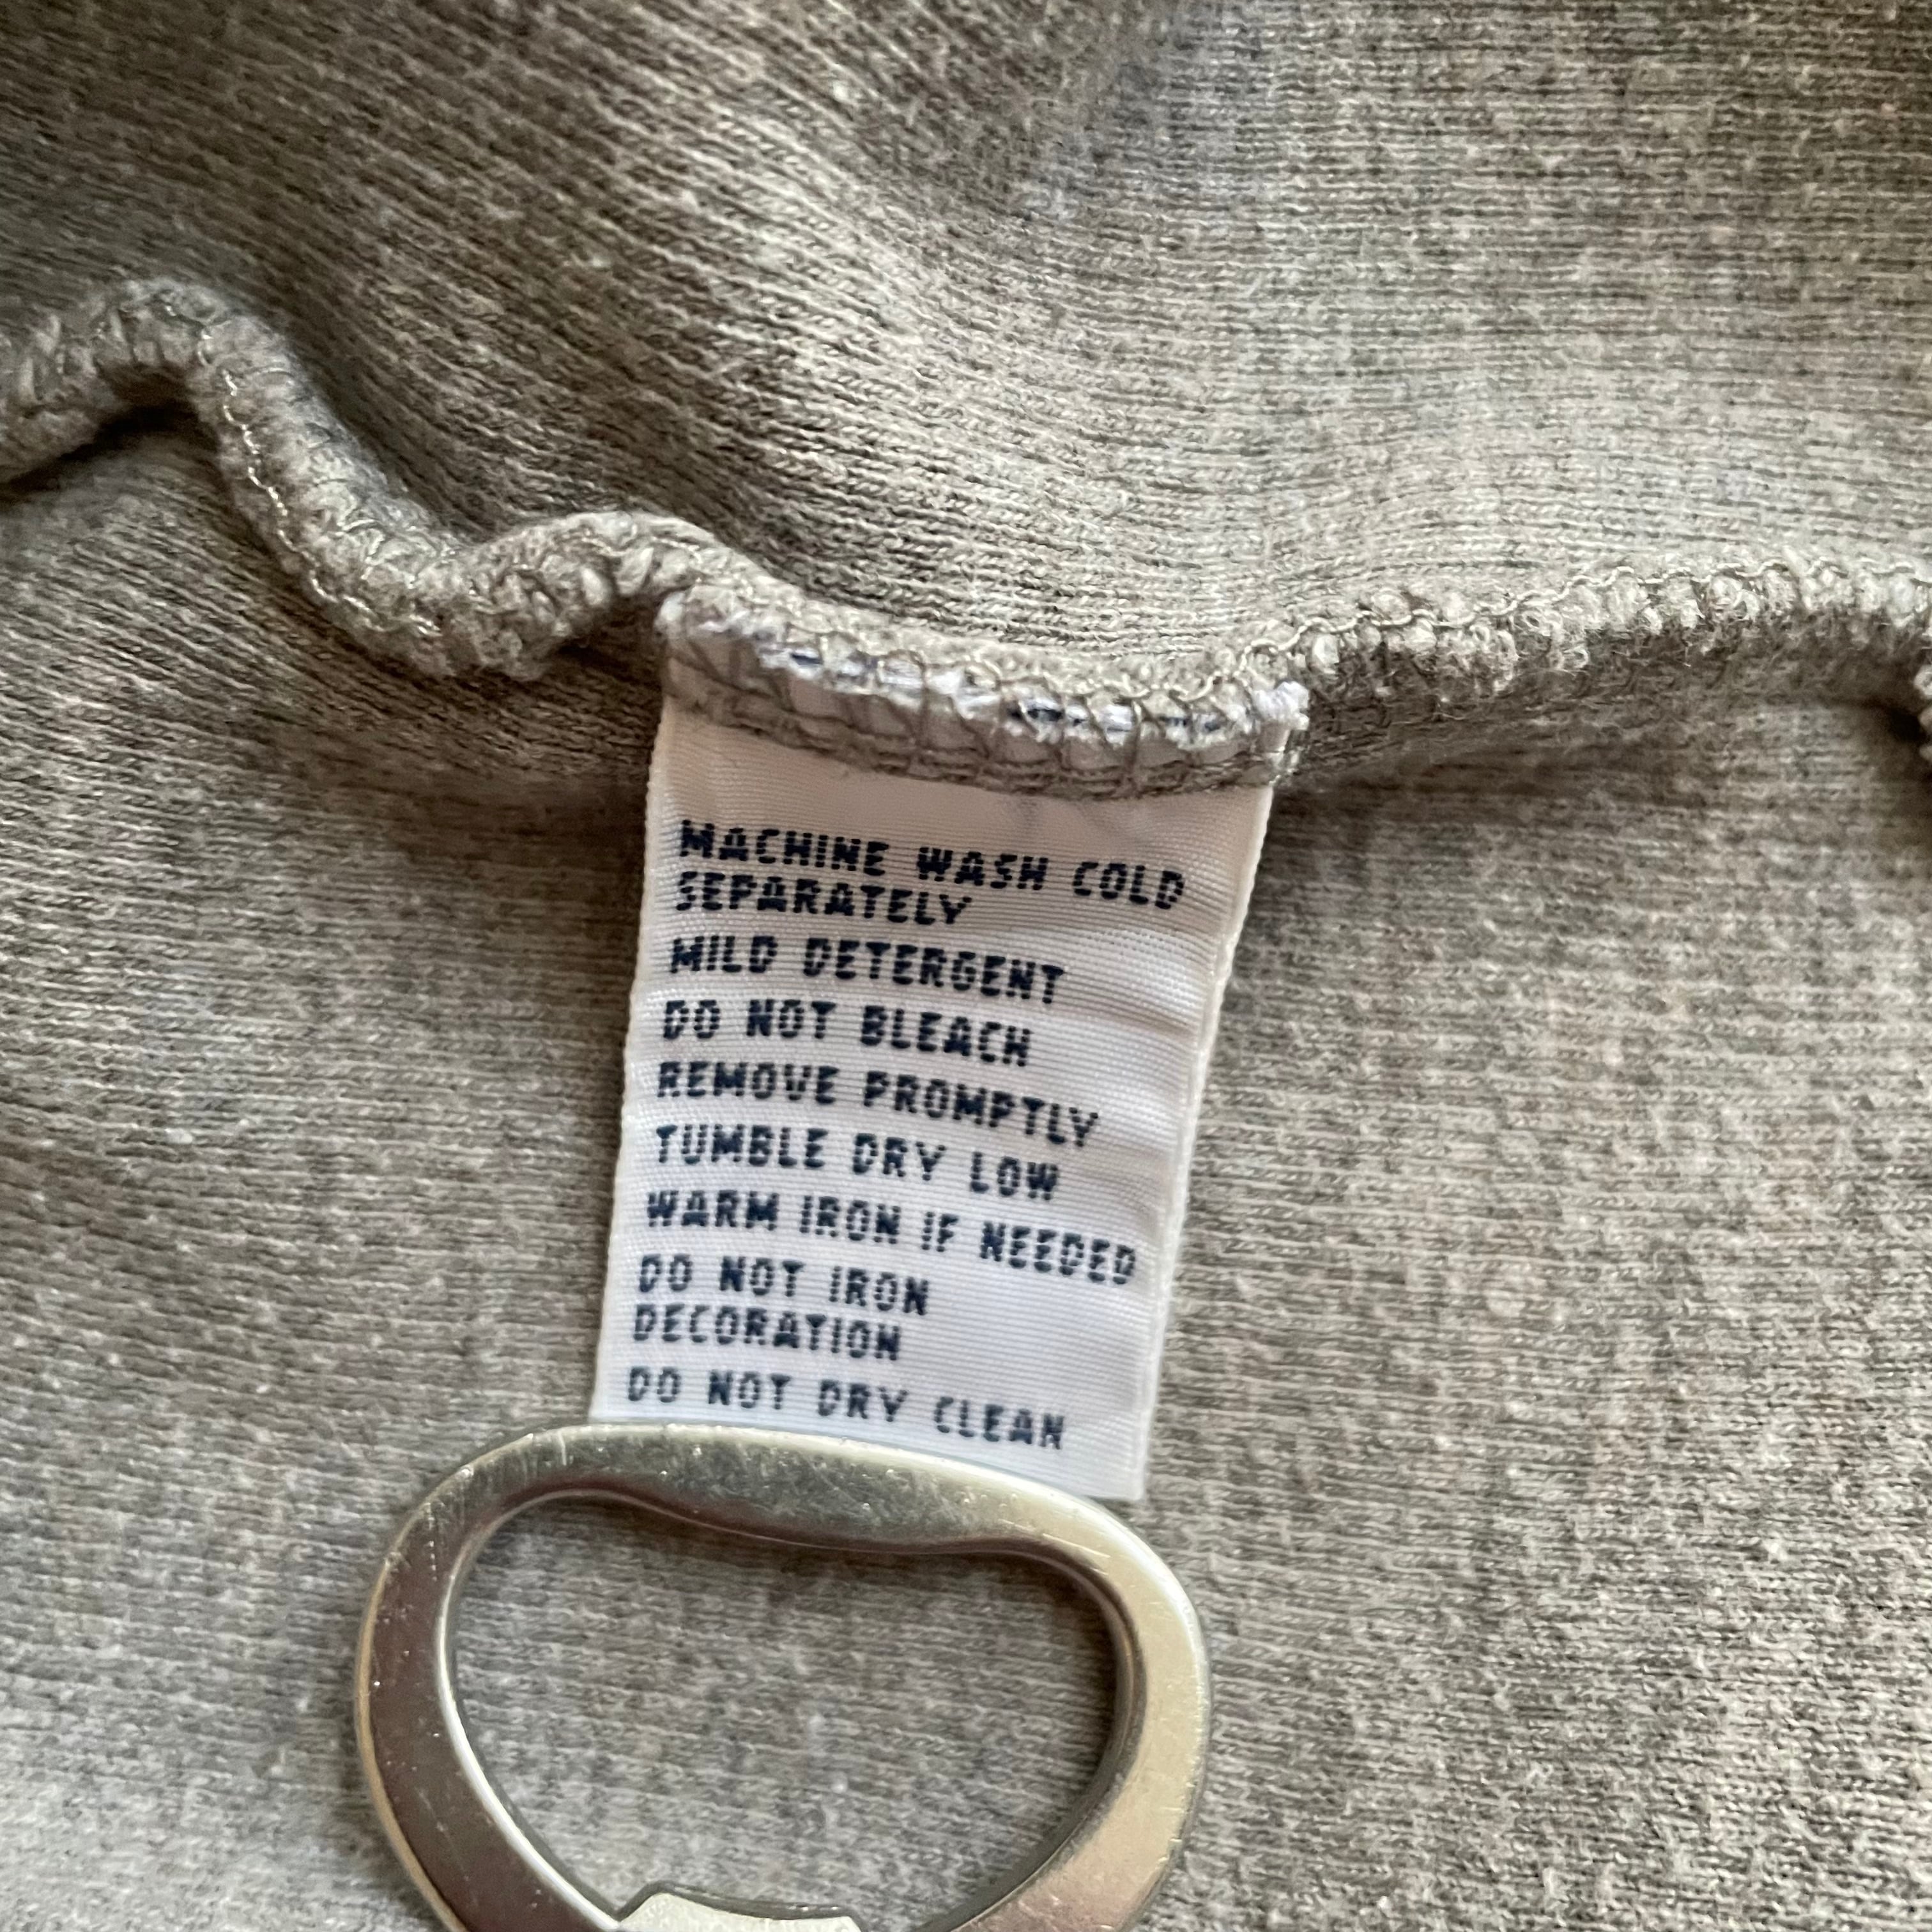 MACHINE WASH COLD
SEPARATELY
MILD DETERGENT
DO NOT BLEACH
REMOVE PROMPTLY
TUMBLE DRY LOW
WARM IRON IF NEEDED
DO NOT IRON
DECORATION
DO NOT DRY CLEAN